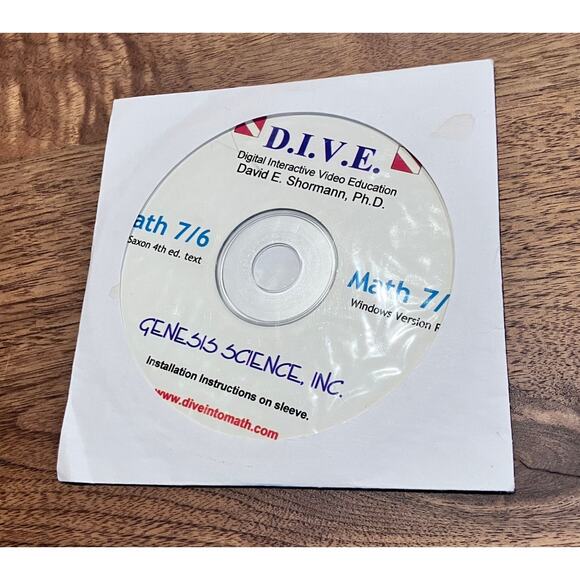 D.I.V.E.
Digital Interactive Video Education
David E. Shormann, Ph.D.
ath 7/6
Saxon 4th ed. text
Math 7/
Windows Version
GENESIS SCIENCE, INC.
Installation Instructions on sleeve.
www.diveintomath.com